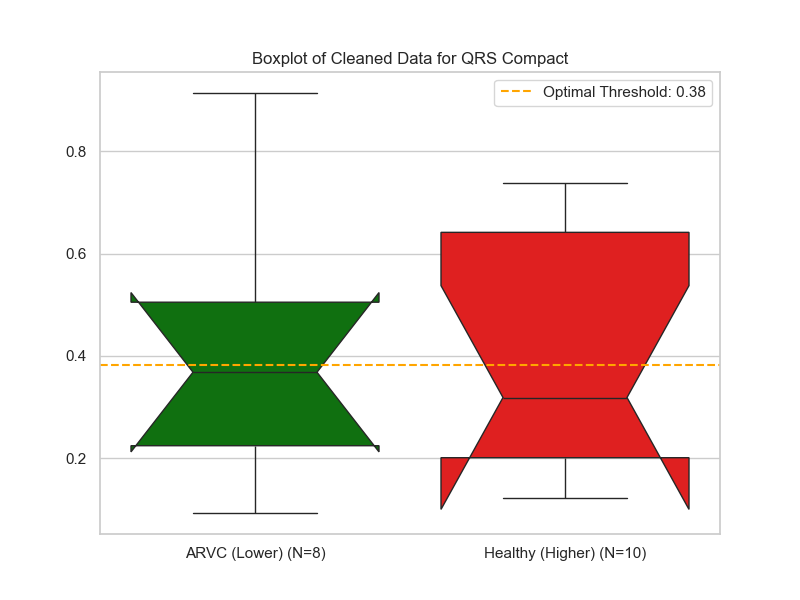 Boxplot of Cleaned Data for QRS Compact
Optimal Threshold: 0.38
0.8
0.6
0.4
0.2
ARVC (Lower) (N=8)
Healthy (Higher) (N=10)